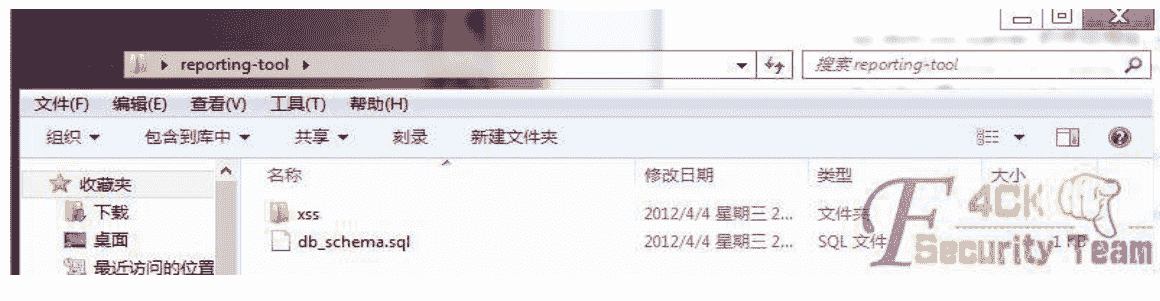 reporting-tool
搜索 reporting-tool
文件(F) 编辑(E) 查看(V) 工具(T) 帮助(H)
组织 包含到库中 共享 刻录 新建文件夹
收藏夹
下载
桌面
最近访问的位置
名称 修改日期 类型 大小
xss 2012/4/4 星期三 2... 文件夹
db_schema.sql 2012/4/4 星期三 2... SQL 文件 1 KB
F4CK
Security Team